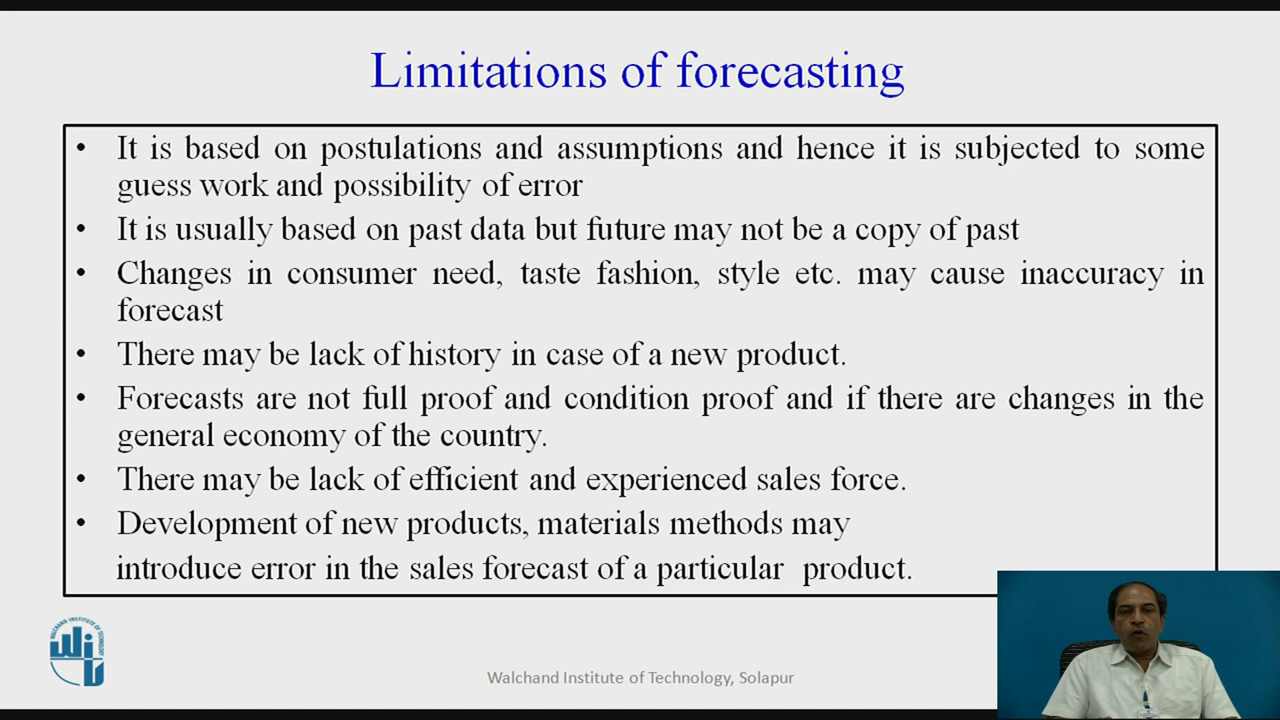 Limitations of forecasting
• It is based on postulations and assumptions and hence it is subjected to some
guess work and possibility of error
• It is usually based on past data but future may not be a copy of past
• Changes in consumer need, taste fashion, style etc. may cause inaccuracy in
forecast
• There may be lack of history in case of a new product.
• Forecasts are not full proof and condition proof and if there are changes in the
general economy of the country.
• There may be lack of efficient and experienced sales force.
• Development of new products, materials methods may
introduce error in the sales forecast of a particular product.
WALCHAND INSTITUTE OF TECHNOLOGY
Walchand Institute of Technology, Solapur